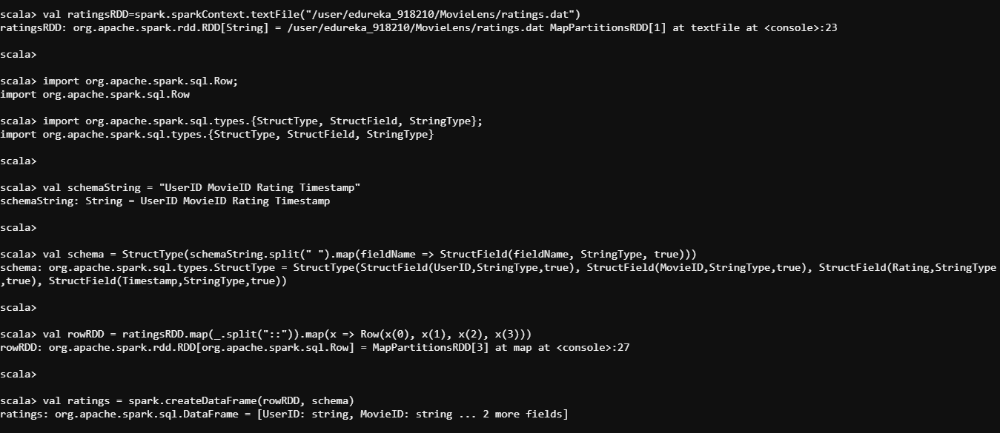 scala> val ratingsRDD=spark.sparkContext.textFile("/user/edureka_918210/MovieLens/ratings.dat")
ratingsRDD: org.apache.spark.rdd.RDD[String] = /user/edureka_918210/MovieLens/ratings.dat MapPartitionsRDD[1] at textFile at <console>:23
scala>
scala> import org.apache.spark.sql.Row;
import org.apache.spark.sql.Row
scala> import org.apache.spark.sql.types.{StructType, StructField, StringType};
import org.apache.spark.sql.types.{StructType, StructField, StringType}
scala>
scala> val schemaString = "UserID MovieID Rating Timestamp"
schemaString: String = UserID MovieID Rating Timestamp
scala>
scala> val schema = StructType(schemaString.split(" ").map(fieldName => StructField(fieldName, StringType, true)))
schema: org.apache.spark.sql.types.StructType = StructType(StructField(UserID,StringType,true), StructField(MovieID,StringType,true), StructField(Rating,StringType
,true), StructField(Timestamp,StringType,true))
scala>
scala> val rowRDD = ratingsRDD.map(_.split("::")).map(x => Row(x(0), x(1), x(2), x(3)))
rowRDD: org.apache.spark.rdd.RDD[org.apache.spark.sql.Row] = MapPartitionsRDD[3] at map at <console>:27
scala>
scala> val ratings = spark.createDataFrame(rowRDD, schema)
ratings: org.apache.spark.sql.DataFrame = [UserID: string, MovieID: string ... 2 more fields]